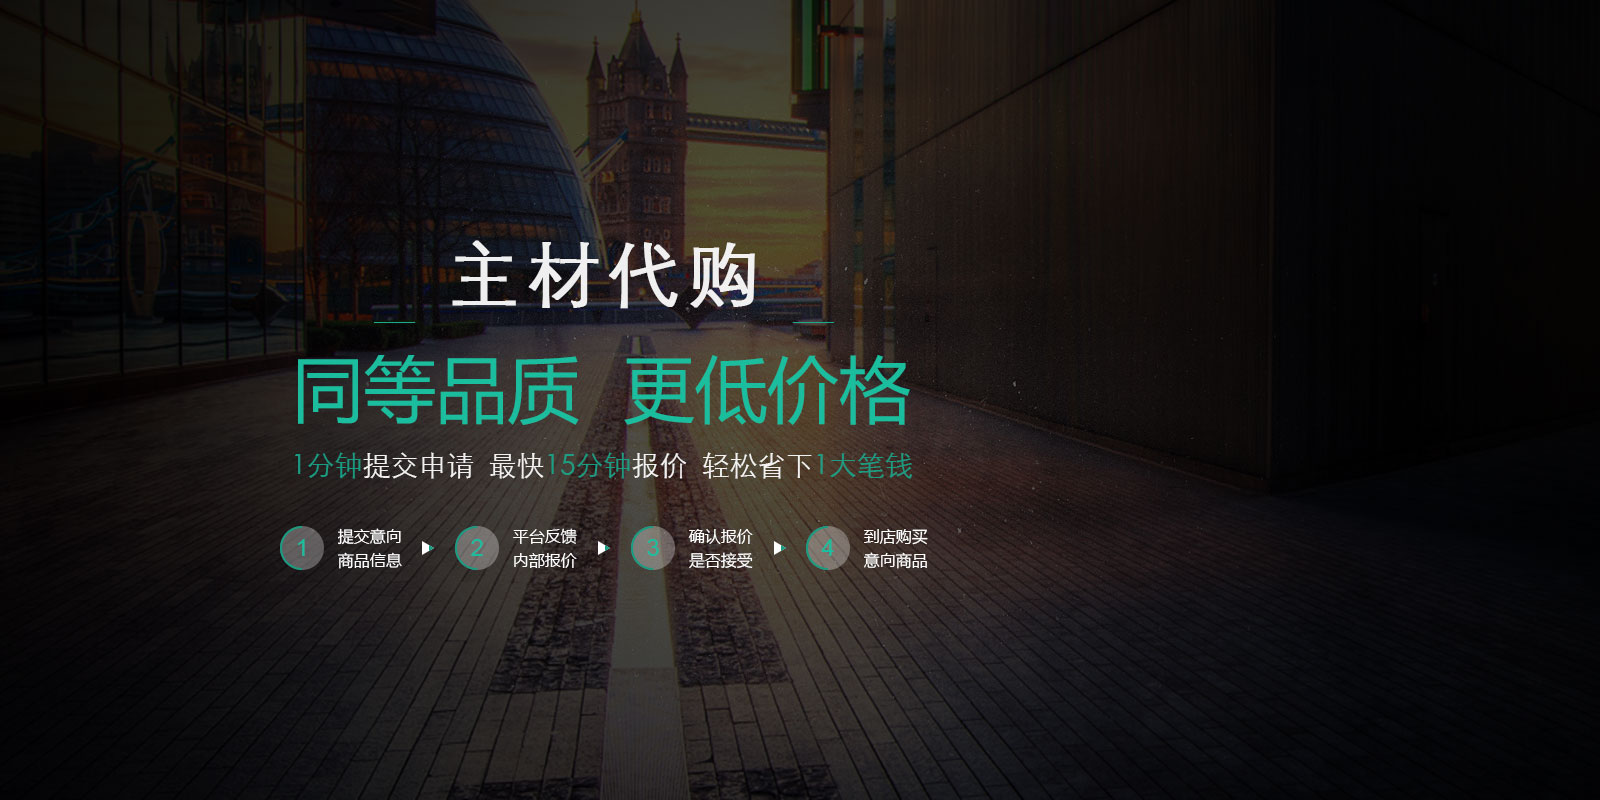 主材代购
同等品质 更低价格
1分钟提交申请 最快15分钟报价 轻松省下1大笔钱
1 提交意向商品信息
2 平台反馈内部报价
3 确认报价是否接受
4 到店购买意向商品